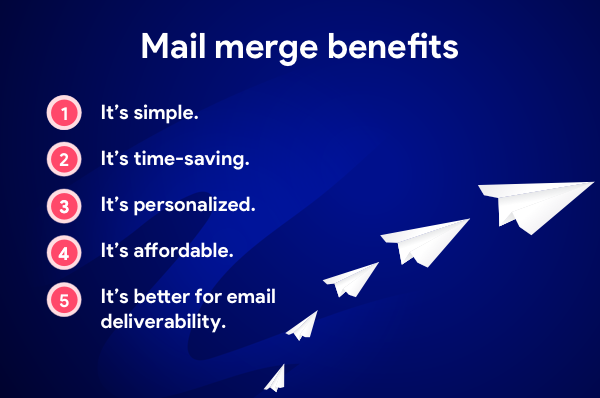 Mail merge benefits
1 It's simple.
2 It's time-saving.
3 It's personalized.
4 It's affordable.
5 It's better for email
deliverability.